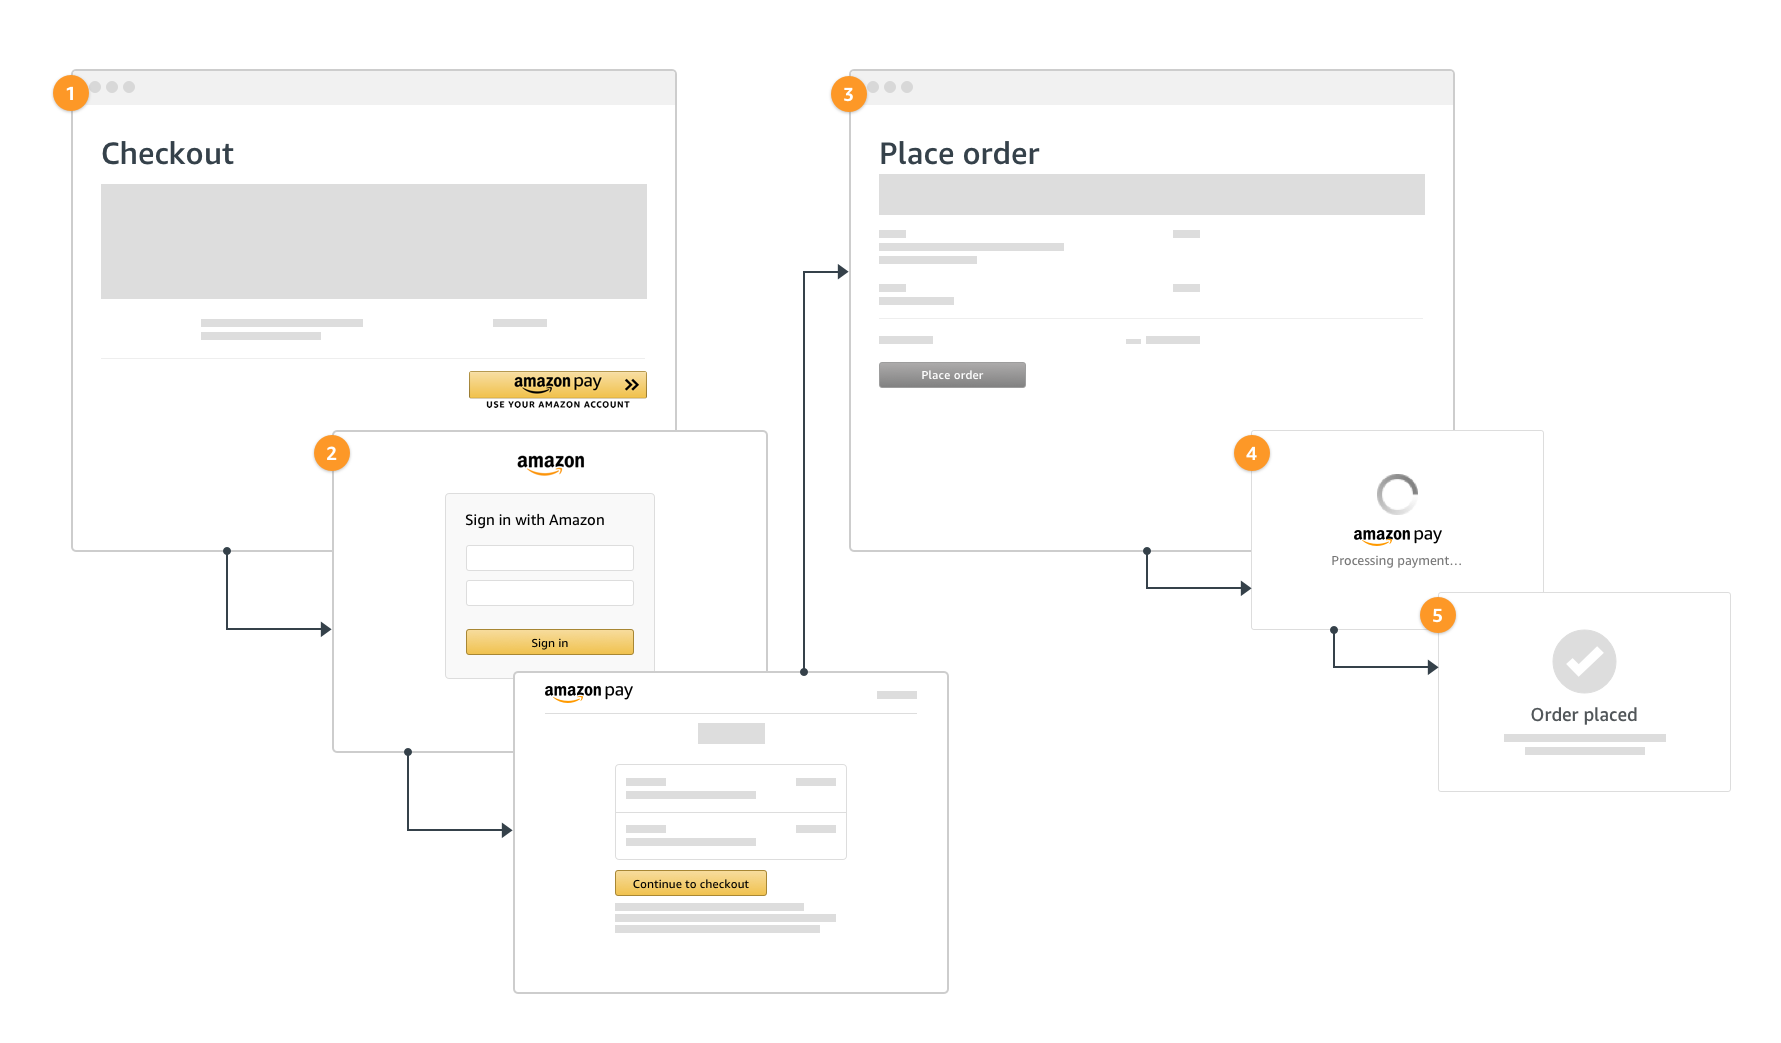 1
Checkout
amazon pay
USE YOUR AMAZON ACCOUNT
2
amazon
Sign in with Amazon
Sign in
amazon pay
Continue to checkout
3
Place order
Place order
4
amazon pay
Processing payment...
5
Order placed